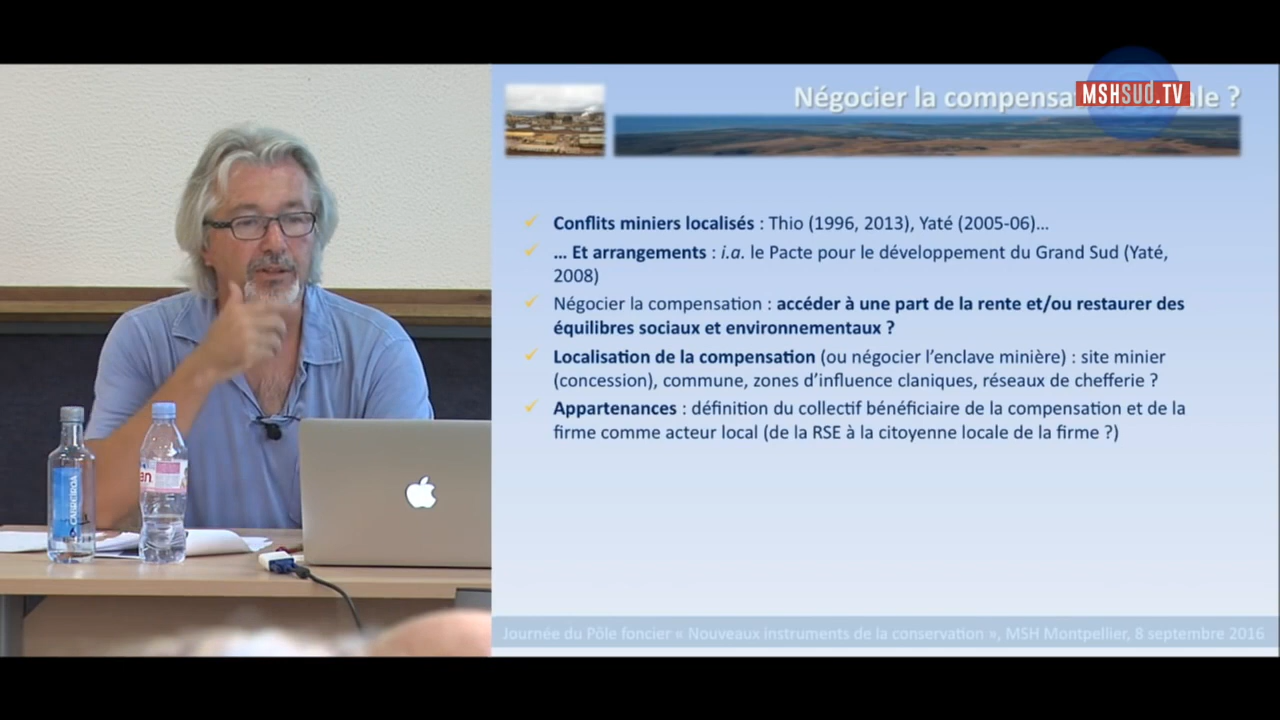 Négocier la compensa
le ?
MSHSUD.TV
Conflits miniers localisés : Thio (1996, 2013), Yaté (2005-06)…
… Et arrangements : i.a. le Pacte pour le développement du Grand Sud (Yaté,
2008)
Négocier la compensation : accéder à une part de la rente et/ou restaurer des
équilibres sociaux et environnementaux ?
Localisation de la compensation (ou négocier l'enclave minière) : site minier
(concession), commune, zones d'influence claniques, réseaux de chefferie ?
Appartenances : définition du collectif bénéficiaire de la compensation et de la
firme comme acteur local (de la RSE à la citoyenne locale de la firme ?)
CABREIROÁ
Journée du Pôle foncier « Nouveaux instruments de la conservation », MSH Montpellier, 8 septembre 2016